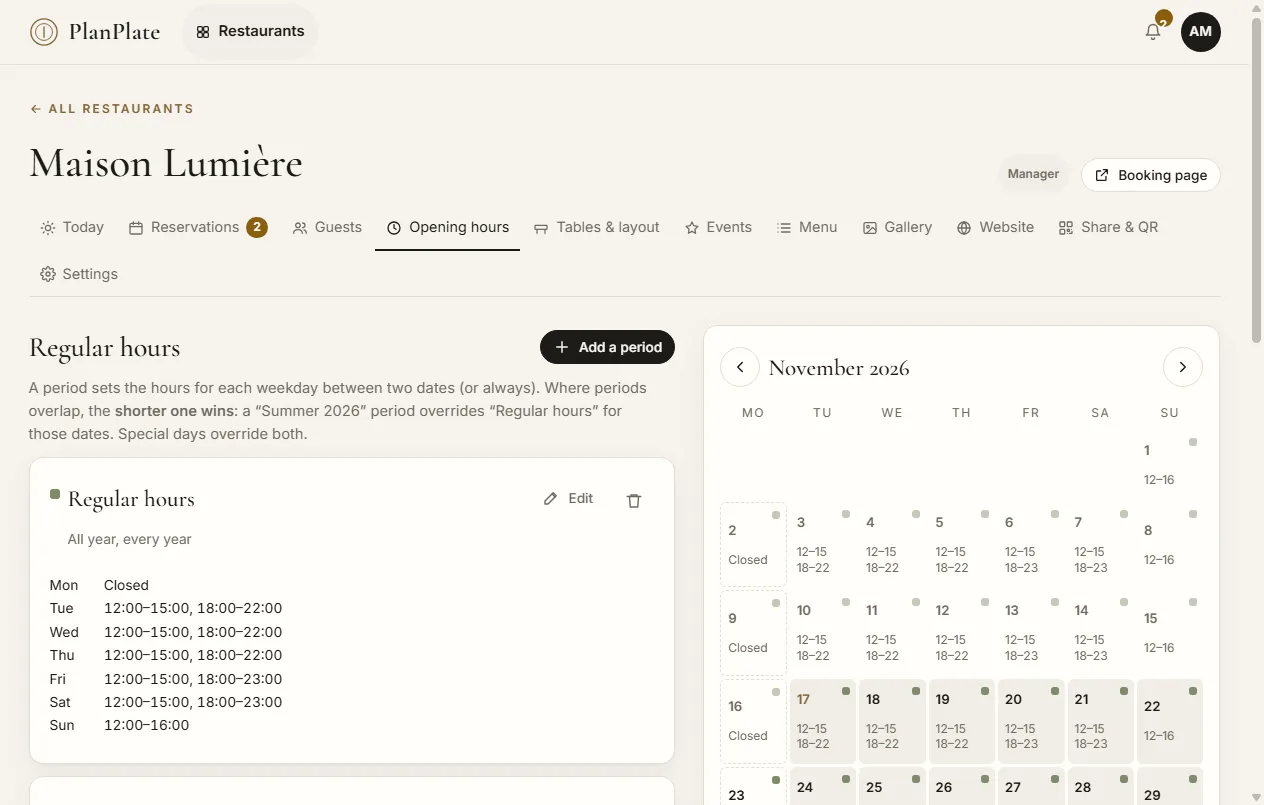 PlanPlate
Restaurants
2
AM
← ALL RESTAURANTS
Maison Lumière
Manager
Booking page
Today
Reservations 2
Guests
Opening hours
Tables & layout
Events
Menu
Gallery
Website
Share & QR
Settings
Regular hours
+ Add a period
A period sets the hours for each weekday between two dates (or always). Where periods
overlap, the shorter one wins: a “Summer 2026” period overrides “Regular hours” for
those dates. Special days override both.
Regular hours
Edit
All year, every year
Mon Closed
Tue 12:00–15:00, 18:00–22:00
Wed 12:00–15:00, 18:00–22:00
Thu 12:00–15:00, 18:00–22:00
Fri 12:00–15:00, 18:00–23:00
Sat 12:00–15:00, 18:00–23:00
Sun 12:00–16:00
November 2026
MO TU WE TH FR SA SU
1
12–16
2 3 4 5 6 7 8
Closed 12–15 12–15 12–15 12–15 12–15 12–16
18–22 18–22 18–22 18–23 18–23
9 10 11 12 13 14 15
Closed 12–15 12–15 12–15 12–15 12–15 12–16
18–22 18–22 18–22 18–23 18–23
16 17 18 19 20 21 22
Closed 12–15 12–15 12–15 12–15 12–15 12–16
18–22 18–22 18–22 18–23 18–23
23 24 25 26 27 28 29